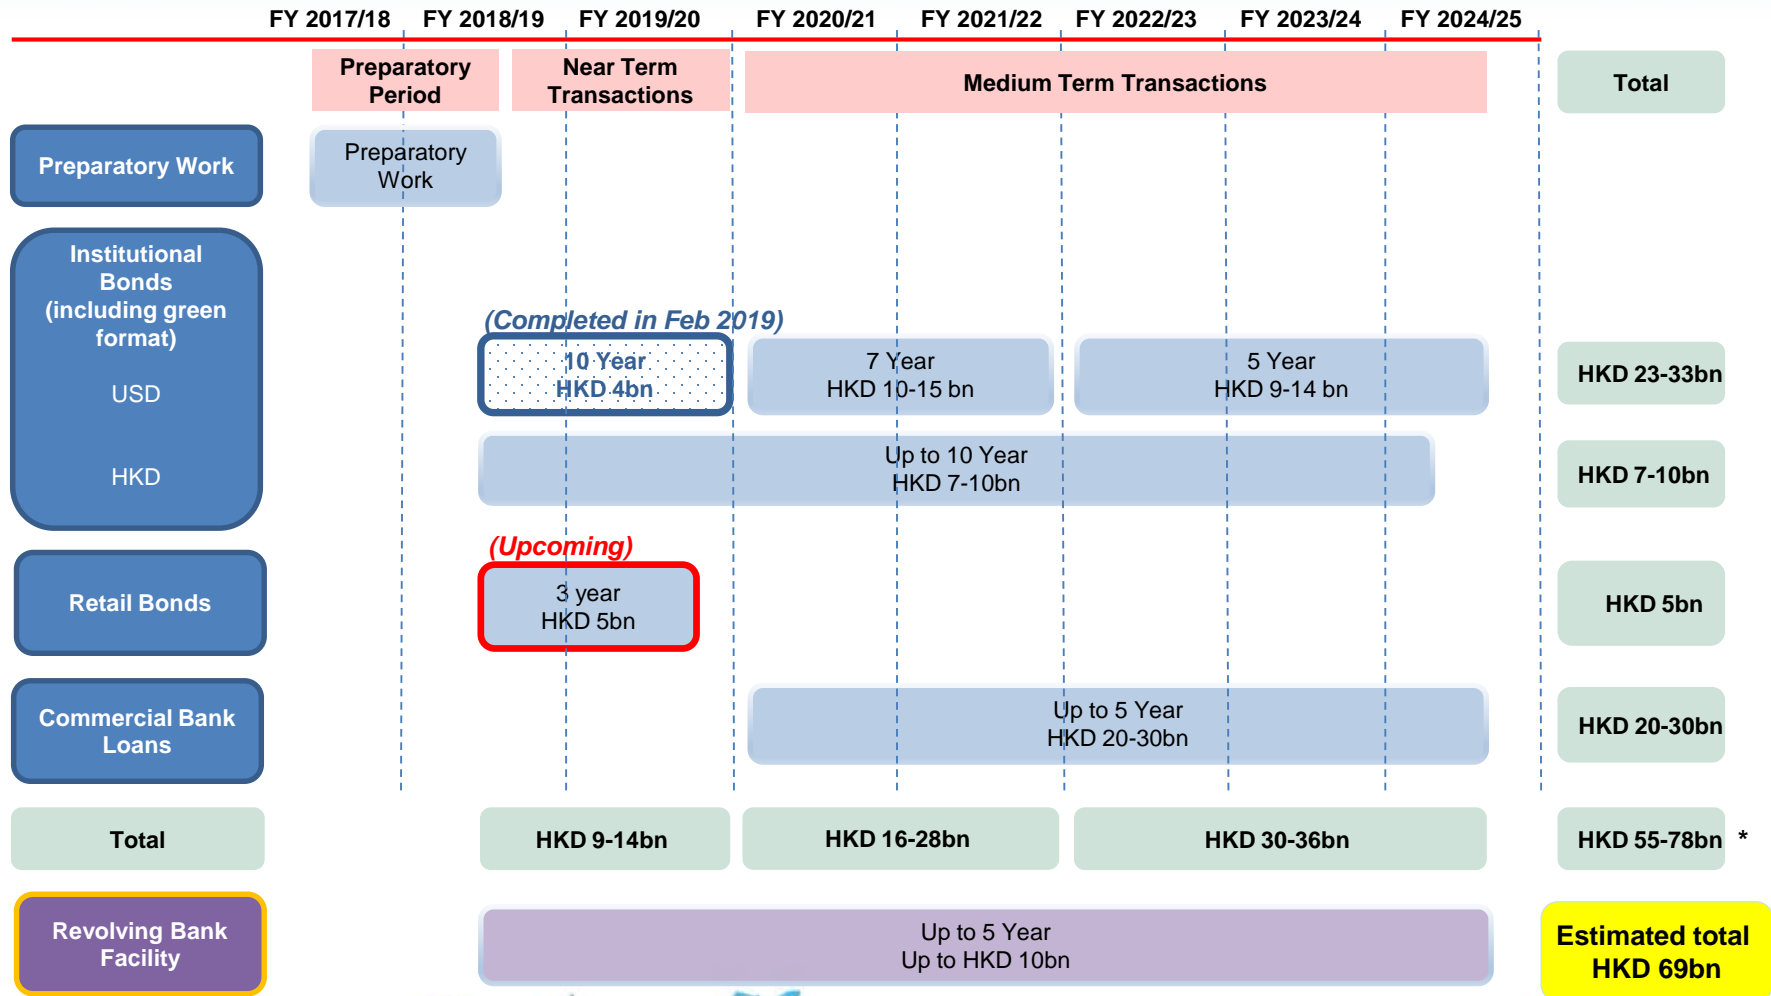 FY 2017/18 FY 2018/19 FY 2019/20 FY 2020/21 FY 2021/22 FY 2022/23 FY 2023/24 FY 2024/25
Preparatory
Period
Near Term
Transactions
Medium Term Transactions
Total
Preparatory Work
Preparatory
Work
Institutional
Bonds
(including green
format)
USD
HKD
(Completed in Feb 2019)
10 Year
HKD 4bn
7 Year
HKD 10-15 bn
5 Year
HKD 9-14 bn
HKD 23-33bn
Up to 10 Year
HKD 7-10bn
HKD 7-10bn
Retail Bonds
(Upcoming)
3 year
HKD 5bn
HKD 5bn
Commercial Bank
Loans
Up to 5 Year
HKD 20-30bn
HKD 20-30bn
Total
HKD 9-14bn
HKD 16-28bn
HKD 30-36bn
HKD 55-78bn *
Revolving Bank
Facility
Up to 5 Year
Up to HKD 10bn
Estimated total
HKD 69bn